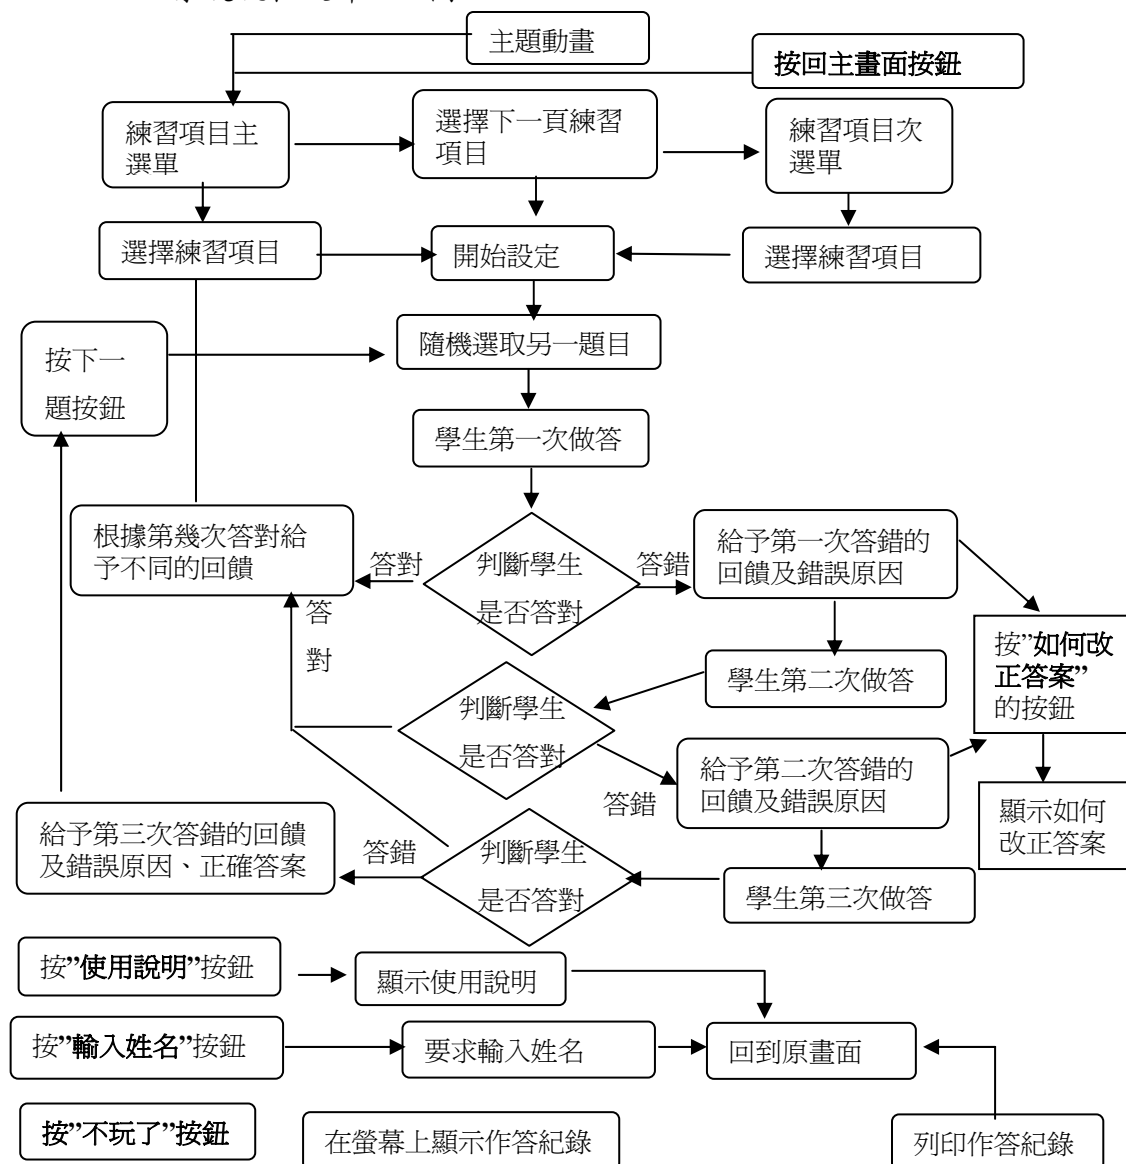 主題動畫
按回主畫面按鈕
練習項目主
選單
選擇下一頁練習
項目
練習項目次
選單
選擇練習項目
開始設定
選擇練習項目
按下一
題按鈕
隨機選取另一題目
學生第一次做答
根據第幾次答對給
予不同的回饋
答對
判斷學生
是否答對
答錯
給予第一次答錯的
回饋及錯誤原因
答
對
按”如何改
正答案”
的按鈕
學生第二次做答
判斷學生
是否答對
答錯
給予第二次答錯的
回饋及錯誤原因
顯示如何
改正答案
給予第三次答錯的回饋
及錯誤原因、正確答案
答錯
判斷學生
是否答對
學生第三次做答
按”使用說明”按鈕
顯示使用說明
按”輸入姓名”按鈕
要求輸入姓名
回到原畫面
按”不玩了”按鈕
在螢幕上顯示作答紀錄
列印作答紀錄